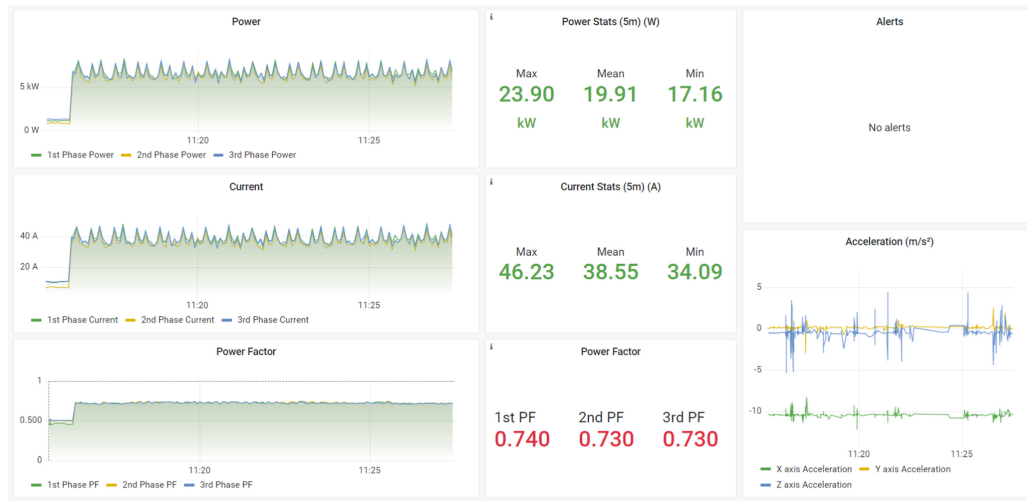 Power
5 kW
0 W
11:20 11:25
1st Phase Power 2nd Phase Power 3rd Phase Power
i
Power Stats (5m) (W)
Max Mean Min
23.90 19.91 17.16
kW kW kW
Alerts
No alerts
Current
40 A
20 A
11:20 11:25
1st Phase Current 2nd Phase Current 3rd Phase Current
i
Current Stats (5m) (A)
Max Mean Min
46.23 38.55 34.09
Acceleration (m/s²)
5
0
-5
-10
11:20 11:25
X axis Acceleration Y axis Acceleration
Z axis Acceleration
Power Factor
1
0.500
0
11:20 11:25
1st Phase PF 2nd Phase PF 3rd Phase PF
i
Power Factor
1st PF 2nd PF 3rd PF
0.740 0.730 0.730